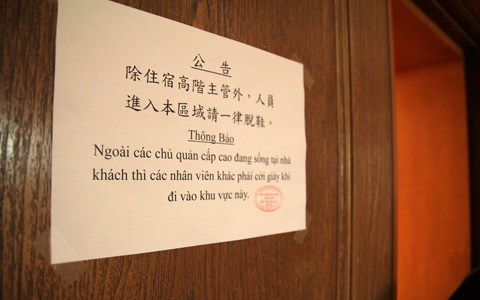 公告
除住宿高階主管外、人員
進入本區域請一律脫鞋。
Thông Báo
Ngoài các chủ quản cấp cao đang sống tại nhà
khách thì các nhân viên khác phải cởi giày khi
đi vào khu vực này.